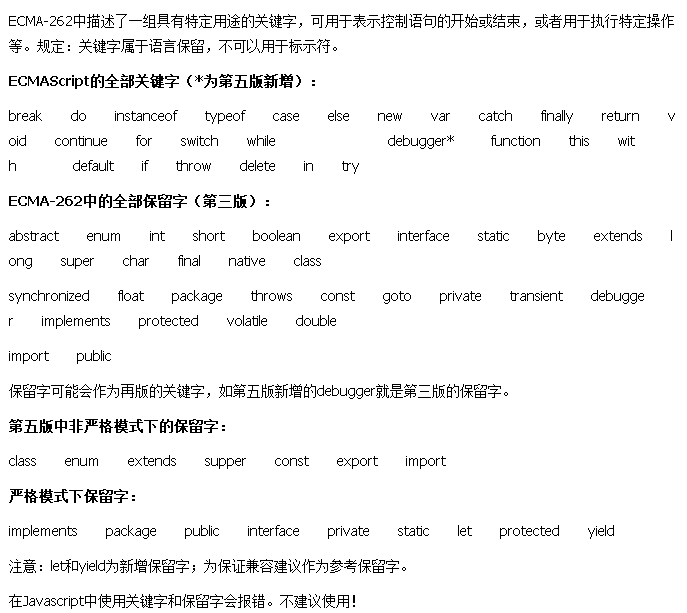 ECMA-262中描述了一组具有特定用途的关键字，可用于表示控制语句的开始或结束，或者用于执行特定操作
等。规定：关键字属于语言保留，不可以用于标示符。
ECMAScript的全部关键字（*为第五版新增）：
break do instanceof typeof case else new var catch finally return v
oid continue for switch while debugger* function this wit
h default if throw delete in try
ECMA-262中的全部保留字（第三版）：
abstract enum int short boolean export interface static byte extends l
ong super char final native class
synchronized float package throws const goto private transient debugge
r implements protected volatile double
import public
保留字可能会作为再版的关键字，如第五版新增的debugger就是第三版的保留字。
第五版中非严格模式下的保留字：
class enum extends supper const export import
严格模式下保留字：
implements package public interface private static let protected yield
注意：let和yield为新增保留字；为保证兼容建议作为参考保留字。
在Javascript中使用关键字和保留字会报错。不建议使用！